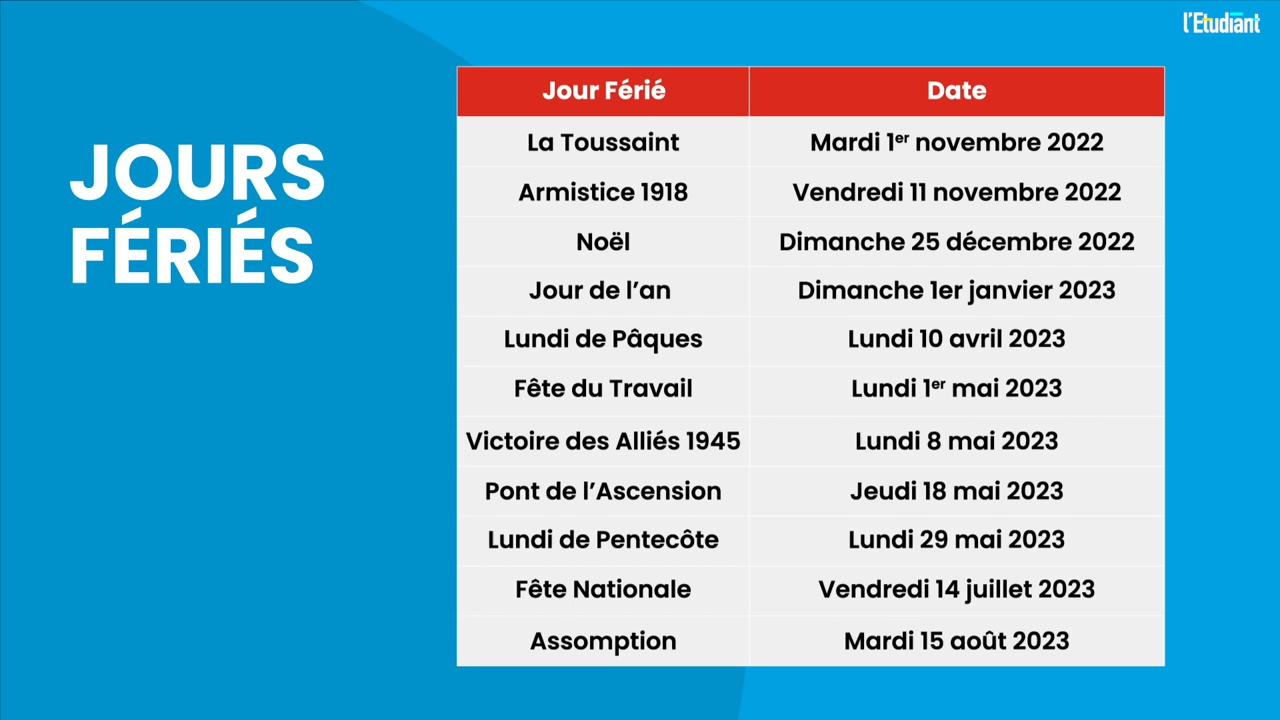 l'Etudiant
JOURS
FÉRIÉS
Jour Férié Date
La Toussaint Mardi 1er novembre 2022
Armistice 1918 Vendredi 11 novembre 2022
Noël Dimanche 25 décembre 2022
Jour de l’an Dimanche 1er janvier 2023
Lundi de Pâques Lundi 10 avril 2023
Fête du Travail Lundi 1er mai 2023
Victoire des Alliés 1945 Lundi 8 mai 2023
Pont de l’Ascension Jeudi 18 mai 2023
Lundi de Pentecôte Lundi 29 mai 2023
Fête Nationale Vendredi 14 juillet 2023
Assomption Mardi 15 août 2023